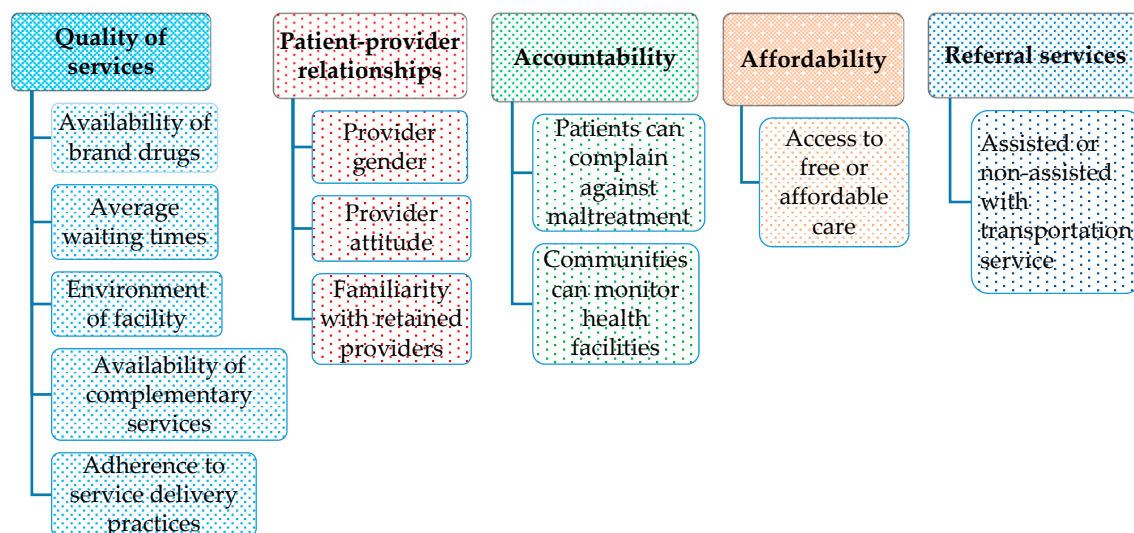 Quality of
services
Availability of
brand drugs
Average
waiting times
Environment
of facility
Availability of
complementary
services
Adherence to
service delivery
practices
Patient-provider
relationships
Provider
gender
Provider
attitude
Familiarity
with retained
providers
Accountability
Patients can
complain
against
maltreatment
Communities
can monitor
health
facilities
Affordability
Access to
free or
affordable
care
Referral services
Assisted or
non-assisted
with
transportation
service